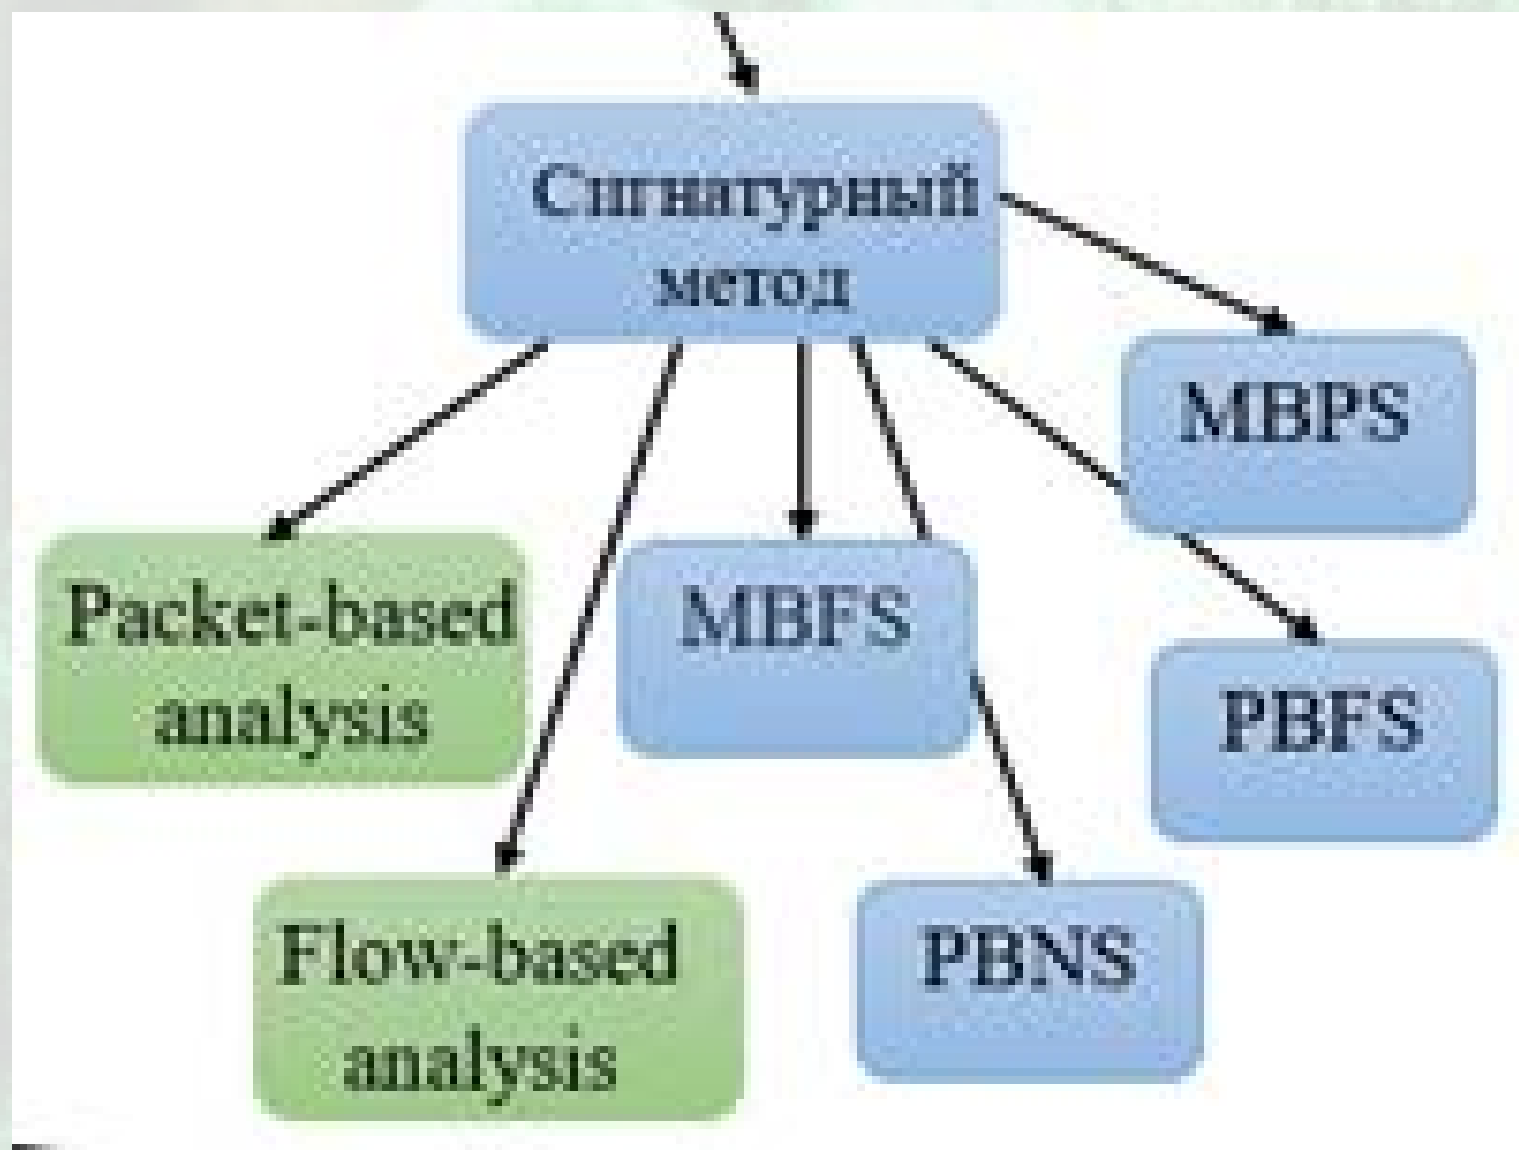 Сигнатурный
метод
MBPS
Packet-based
analysis
MBFS
PBFS
Flow-based
analysis
PBNS